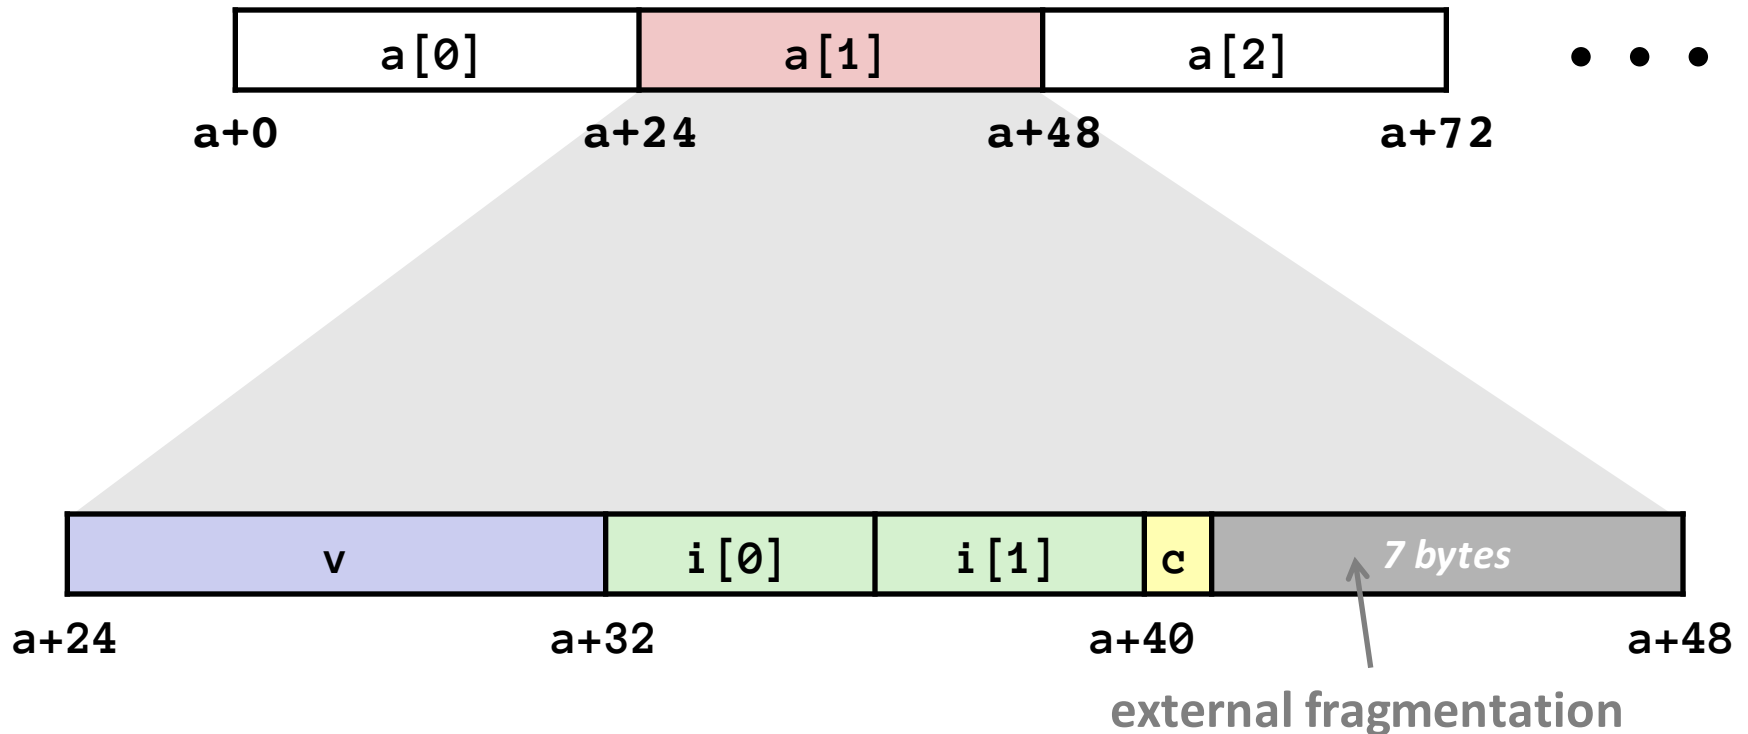 a[0] a[1] a[2] • • •
a+0 a+24 a+48 a+72
v i[0] i[1] c 7 bytes
a+24 a+32 a+40 a+48
external fragmentation